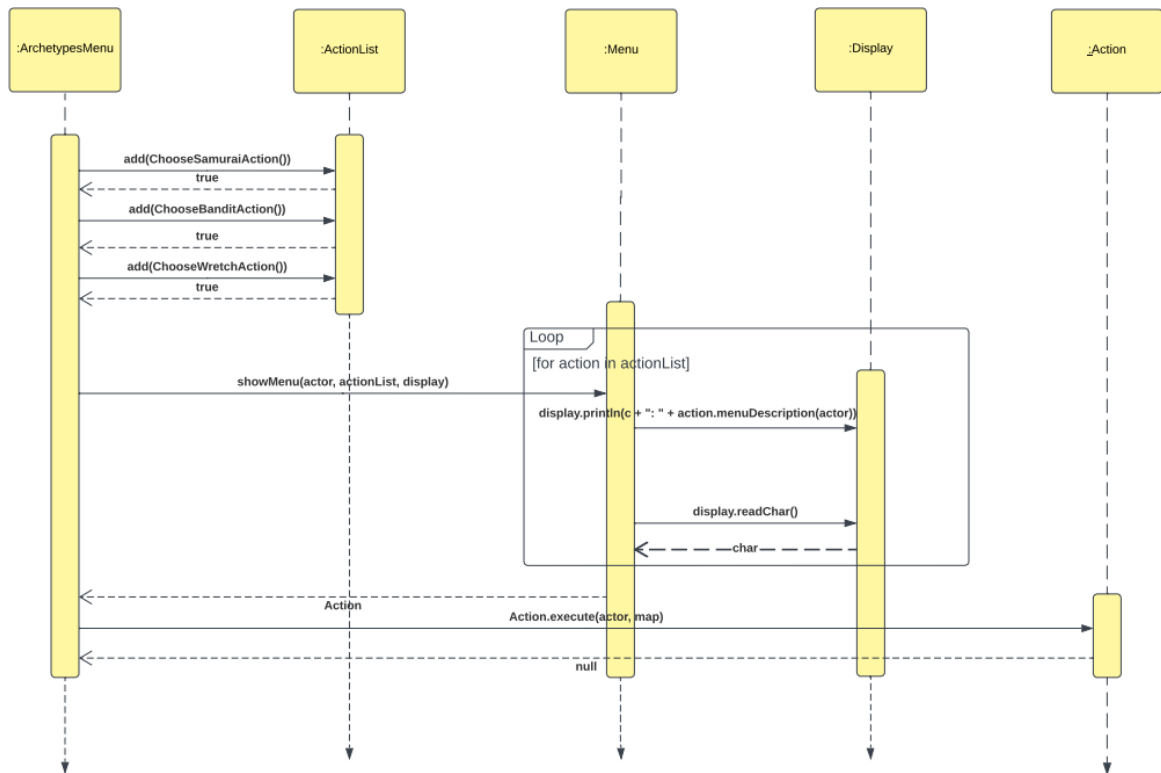 :ArchetypesMenu
:ActionList
:Menu
:Display
:Action
add(ChooseSamuraiAction())
true
add(ChooseBanditAction())
true
add(ChooseWretchAction())
true
Loop
[for action in actionList]
showMenu(actor, actionList, display)
display.println(c + ": " + action.menuDescription(actor))
display.readChar()
char
Action
Action.execute(actor, map)
null